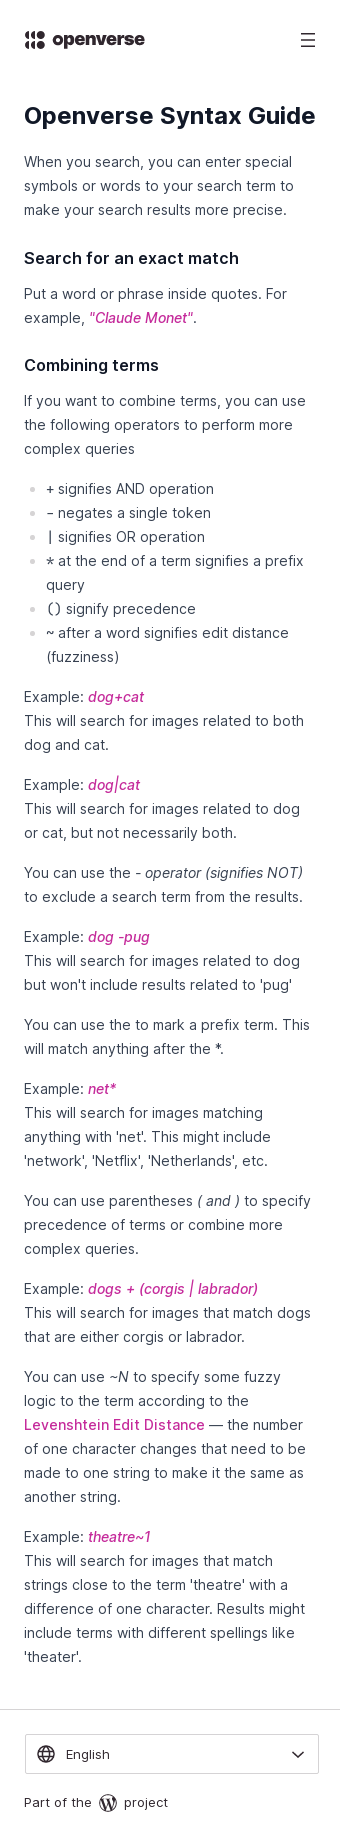 openverse
Openverse Syntax Guide
When you search, you can enter special
symbols or words to your search term to
make your search results more precise.
Search for an exact match
Put a word or phrase inside quotes. For
example, "Claude Monet".
Combining terms
If you want to combine terms, you can use
the following operators to perform more
complex queries
+ signifies AND operation
- negates a single token
| signifies OR operation
* at the end of a term signifies a prefix
query
() signify precedence
~ after a word signifies edit distance
(fuzziness)
Example: dog+cat
This will search for images related to both
dog and cat.
Example: dog|cat
This will search for images related to dog
or cat, but not necessarily both.
You can use the - operator (signifies NOT)
to exclude a search term from the results.
Example: dog -pug
This will search for images related to dog
but won't include results related to 'pug'
You can use the to mark a prefix term. This
will match anything after the *.
Example: net*
This will search for images matching
anything with 'net'. This might include
'network', 'Netflix', 'Netherlands', etc.
You can use parentheses ( and ) to specify
precedence of terms or combine more
complex queries.
Example: dogs + (corgis | labrador)
This will search for images that match dogs
that are either corgis or labrador.
You can use ~N to specify some fuzzy
logic to the term according to the
Levenshtein Edit Distance — the number
of one character changes that need to be
made to one string to make it the same as
another string.
Example: theatre~1
This will search for images that match
strings close to the term 'theatre' with a
difference of one character. Results might
include terms with different spellings like
'theater'.
English
Part of the project